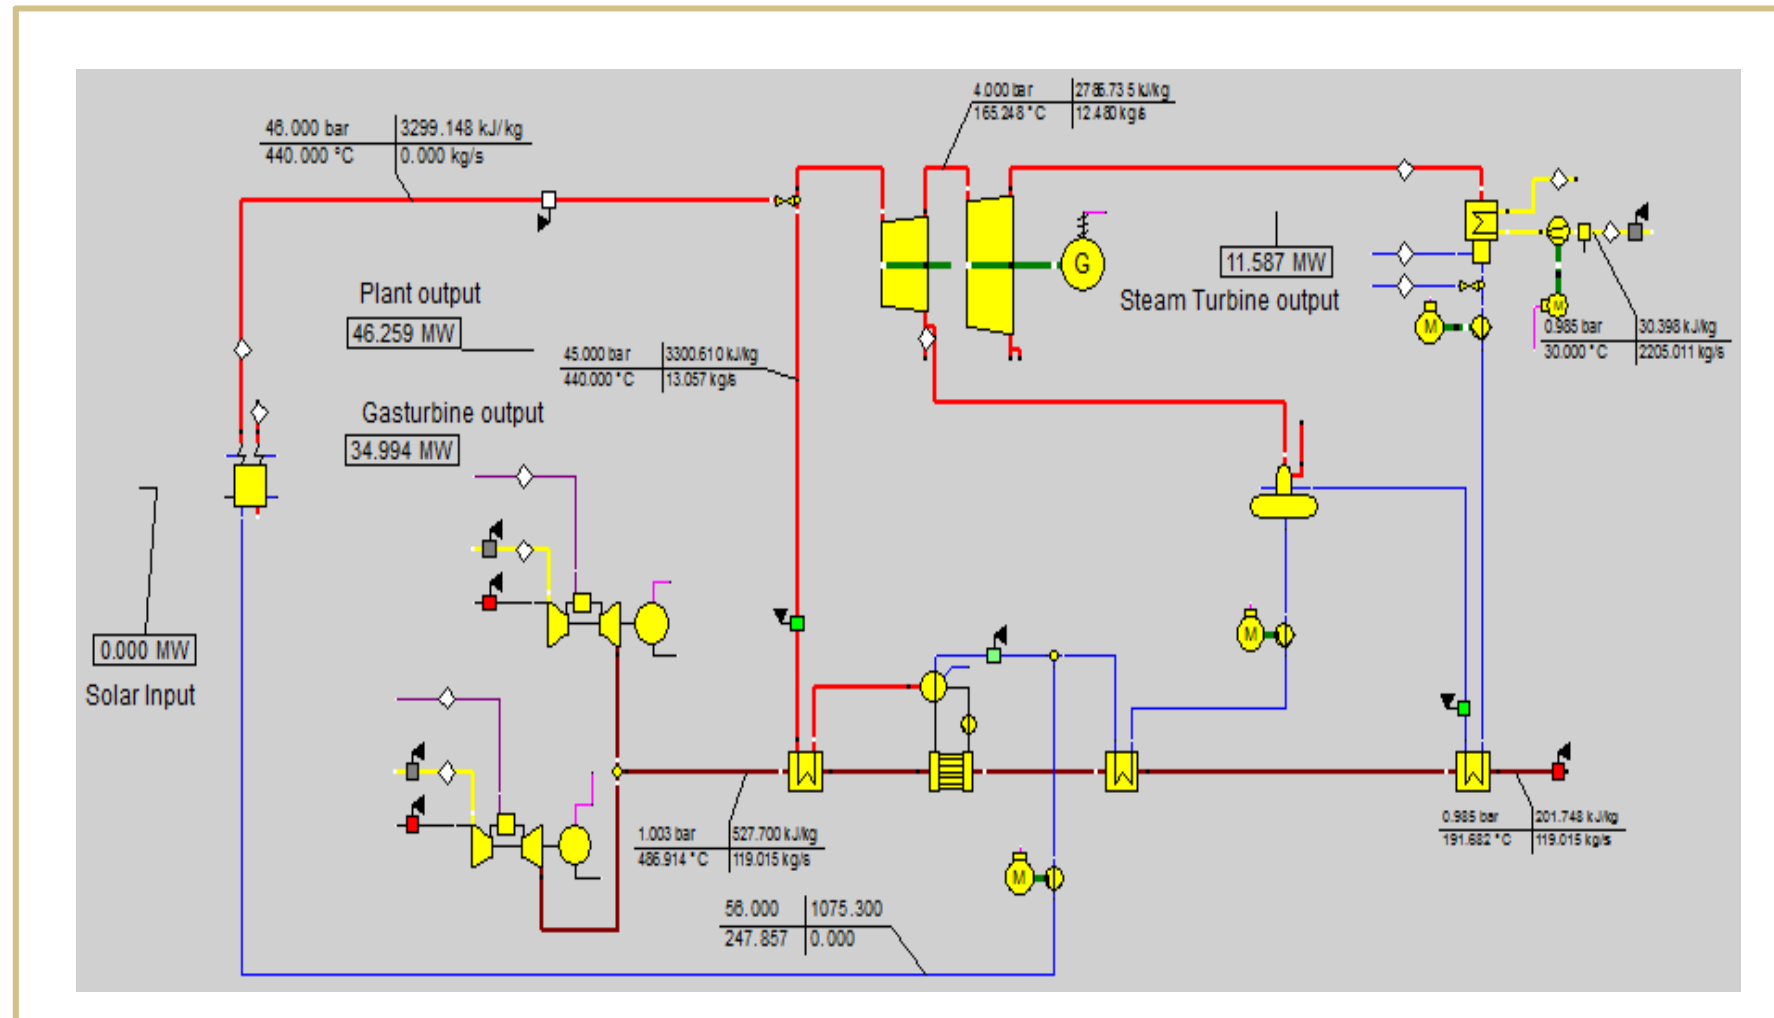 4.000 bar 2786.735 kJ/kg
165.248 °C 12.480 kg/s
46.000 bar 3299.148 kJ/kg
440.000 °C 0.000 kg/s
G
11.587 MW
Steam Turbine output
Plant output
46.259 MW
M
M
0.985 bar 30.398 kJ/kg
30.000 °C 2205.011 kg/s
45.000 bar 3300.610 kJ/kg
440.000 °C 13.057 kg/s
Gasturbine output
34.994 MW
M
0.000 MW
Solar Input
1.003 bar 527.700 kJ/kg
486.914 °C 119.015 kg/s
0.985 bar 201.748 kJ/kg
191.682 °C 119.015 kg/s
M
56.000 1075.300
247.857 0.000